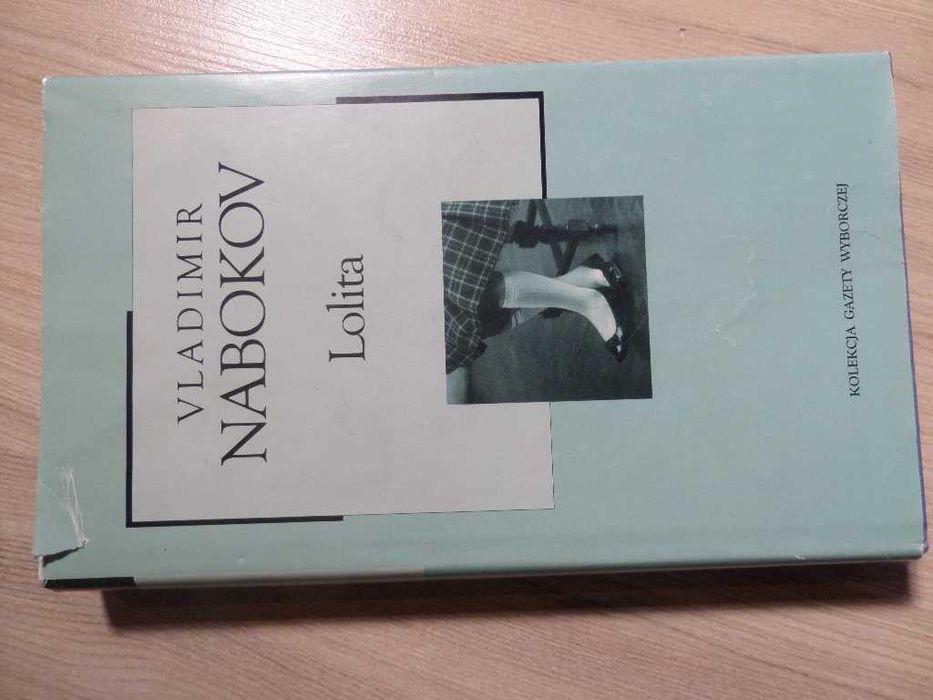 VLADIMIR
NABOKOV
Lolita
KOLEKCJA GAZETY WYBORCZEJ